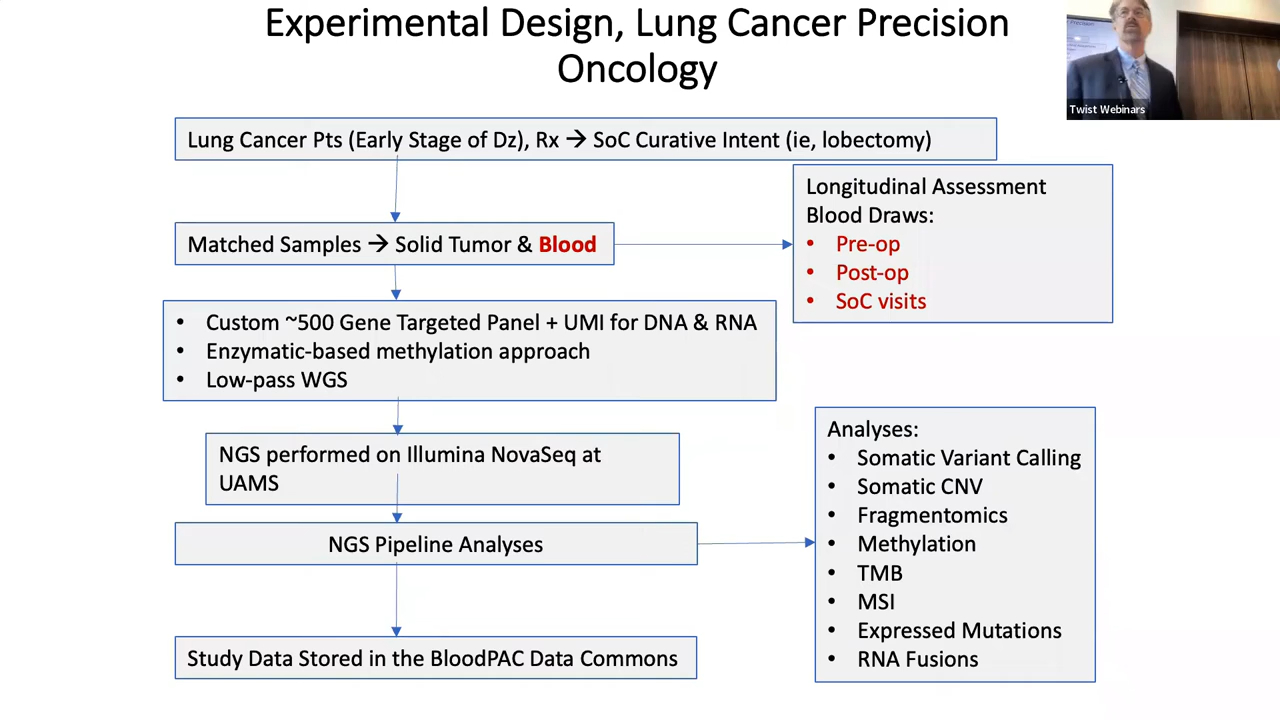 Experimental Design, Lung Cancer Precision
Oncology
Twist Webinars
Lung Cancer Pts (Early Stage of Dz), Rx → SoC Curative Intent (ie, lobectomy)
Longitudinal Assessment
Blood Draws:
• Pre-op
• Post-op
• SoC visits
Matched Samples → Solid Tumor & Blood
• Custom ~500 Gene Targeted Panel + UMI for DNA & RNA
• Enzymatic-based methylation approach
• Low-pass WGS
NGS performed on Illumina NovaSeq at
UAMS
NGS Pipeline Analyses
Analyses:
• Somatic Variant Calling
• Somatic CNV
• Fragmentomics
• Methylation
• TMB
• MSI
• Expressed Mutations
• RNA Fusions
Study Data Stored in the BloodPAC Data Commons